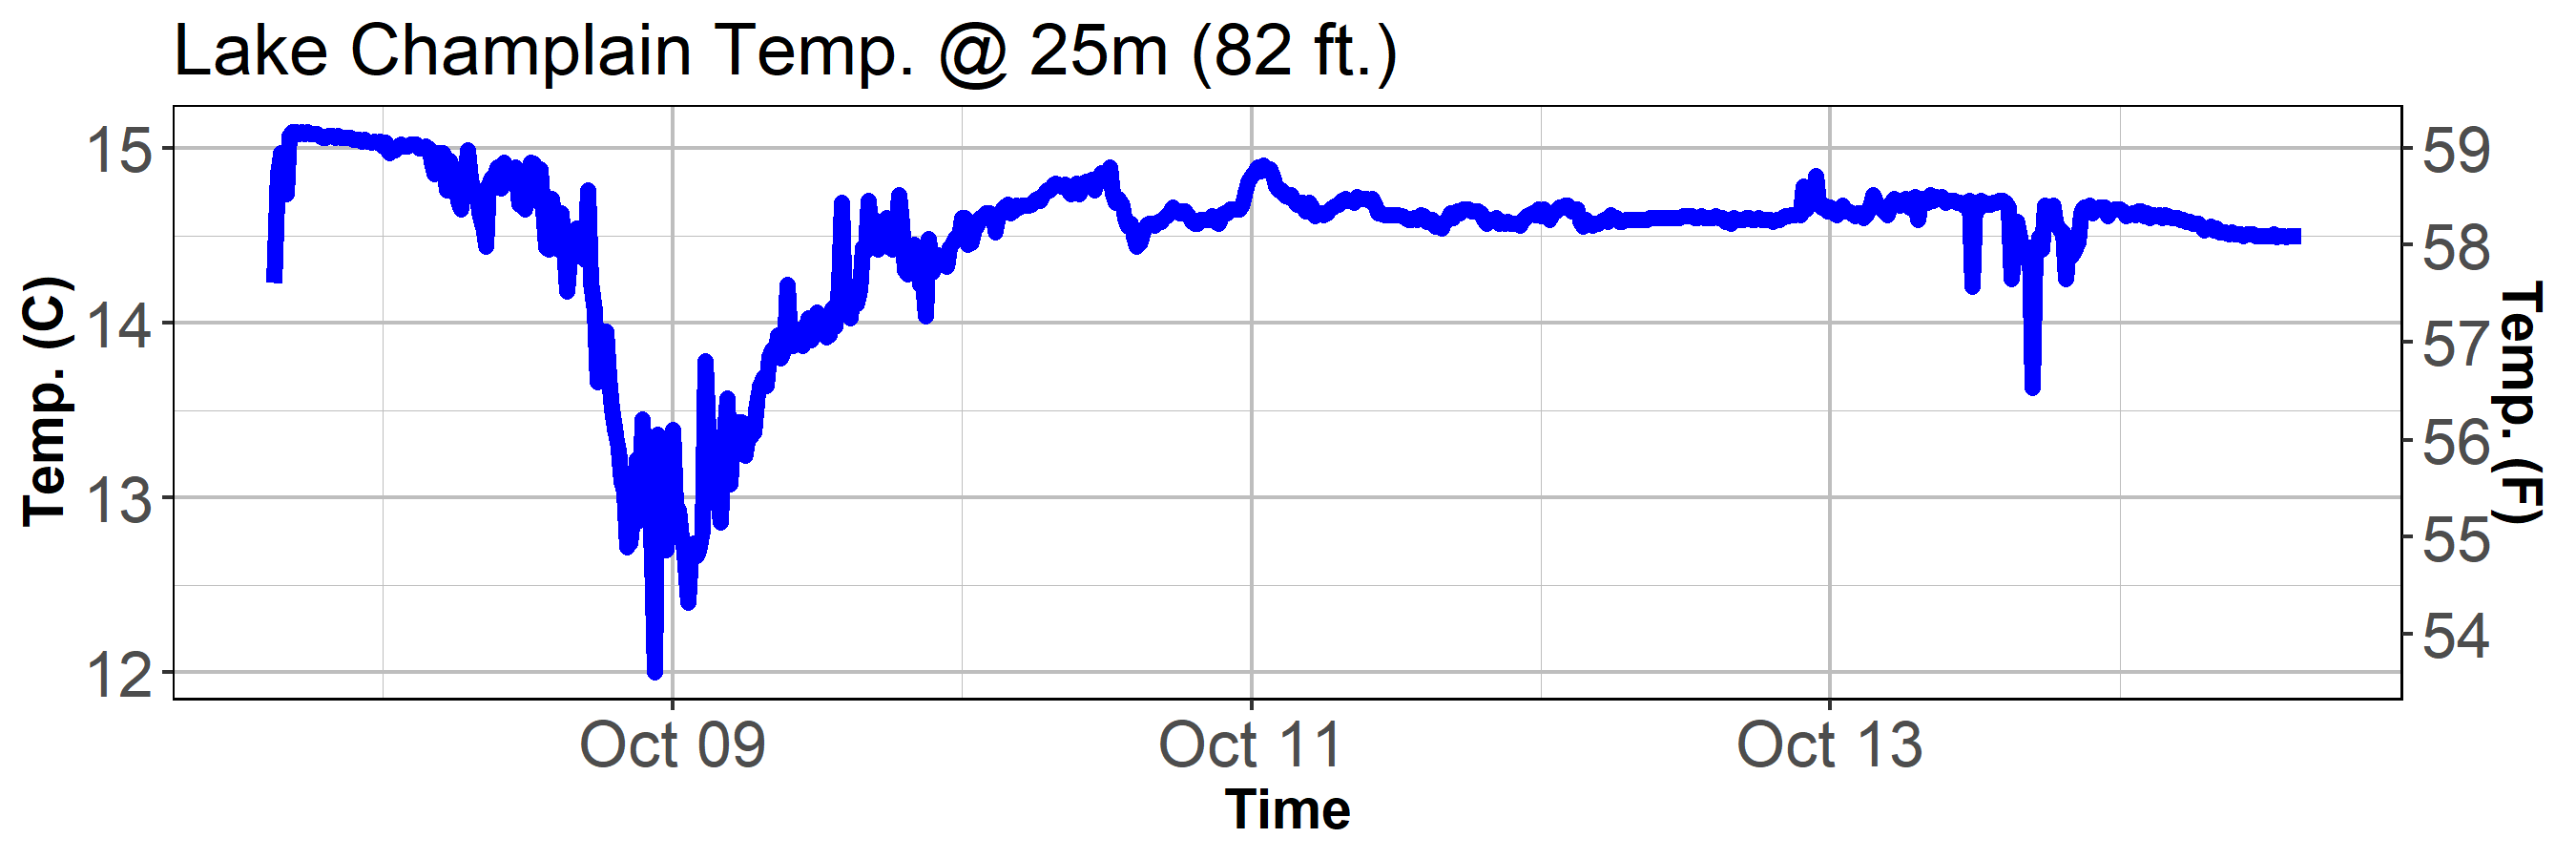 Lake Champlain Temp. @ 25m (82 ft.)
Temp. (C)
15
14
13
12
59
58
57
56
55
54
Temp. (F)
Oct 09
Oct 11
Oct 13
Time